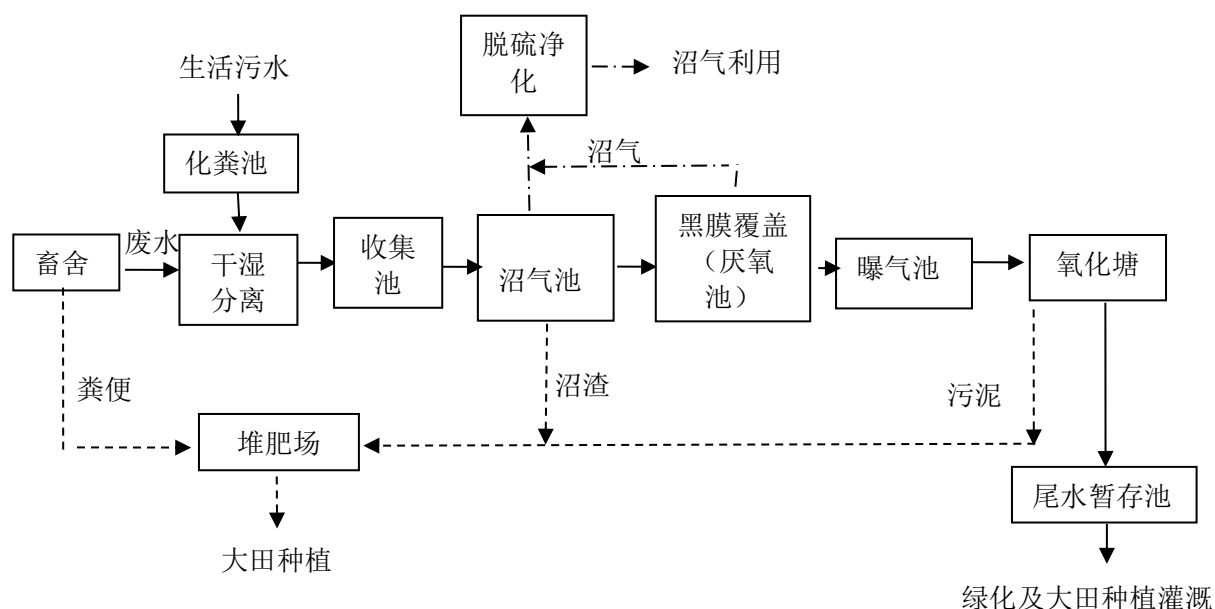 脱硫净
化
沼气利用
生活污水
化粪池
沼气
畜舍
废水
干湿
分离
收集
池
沼气池
黑膜覆盖
（厌氧
池）
曝气池
氧化塘
粪便
沼渣
污泥
堆肥场
尾水暂存池
大田种植
绿化及大田种植灌溉